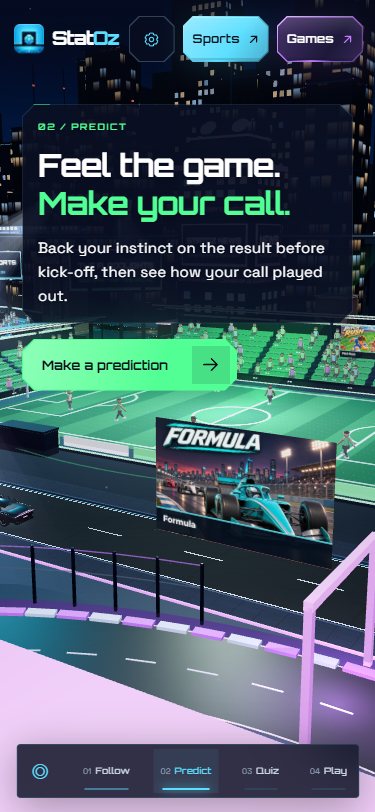 StatOz
Sports
Games
02 / PREDICT
Feel the game.
Make your call.
Back your instinct on the result before
kick-off, then see how your call played
out.
Make a prediction
FORMULA
Formula
01 Follow
02 Predict
03 Quiz
04 Play